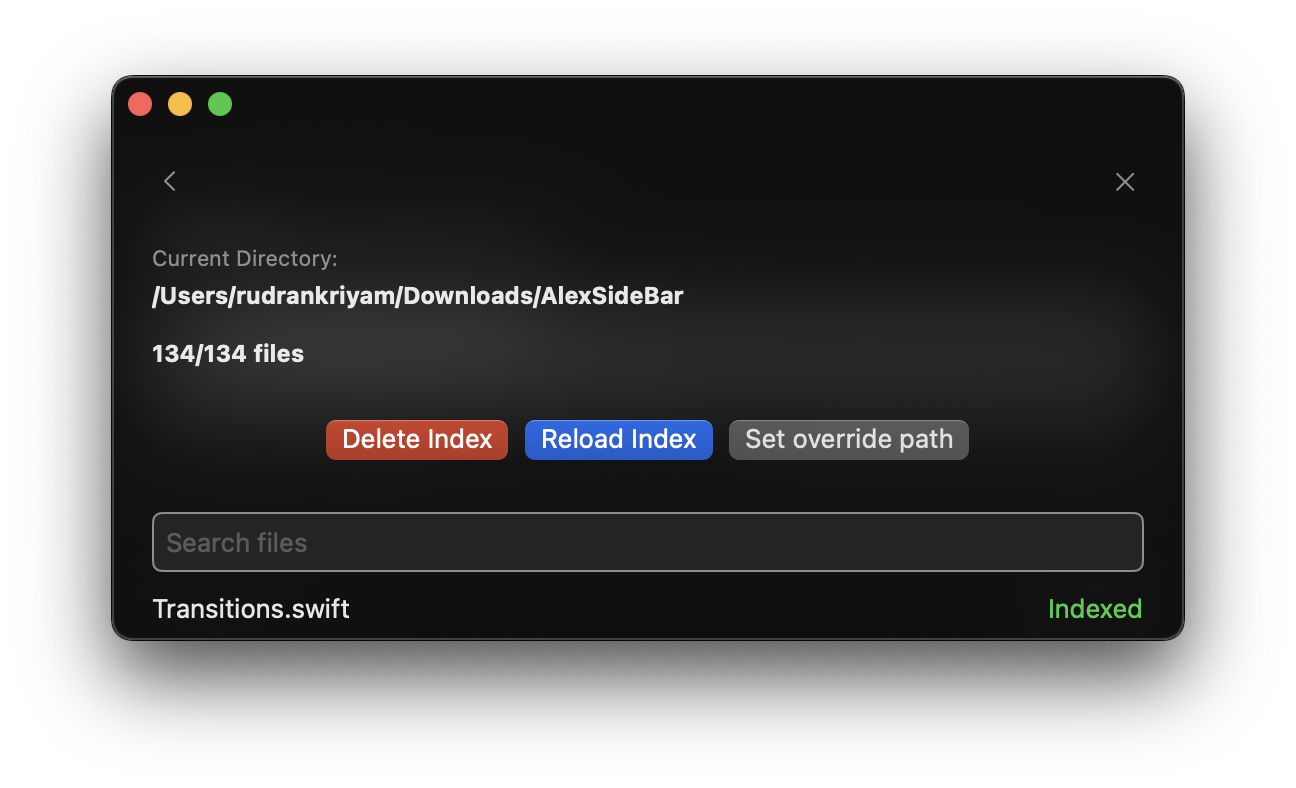 Current Directory:
/Users/rudrankriyam/Downloads/AlexSideBar
134/134 files
Delete Index Reload Index Set override path
Search files
Transitions.swift Indexed